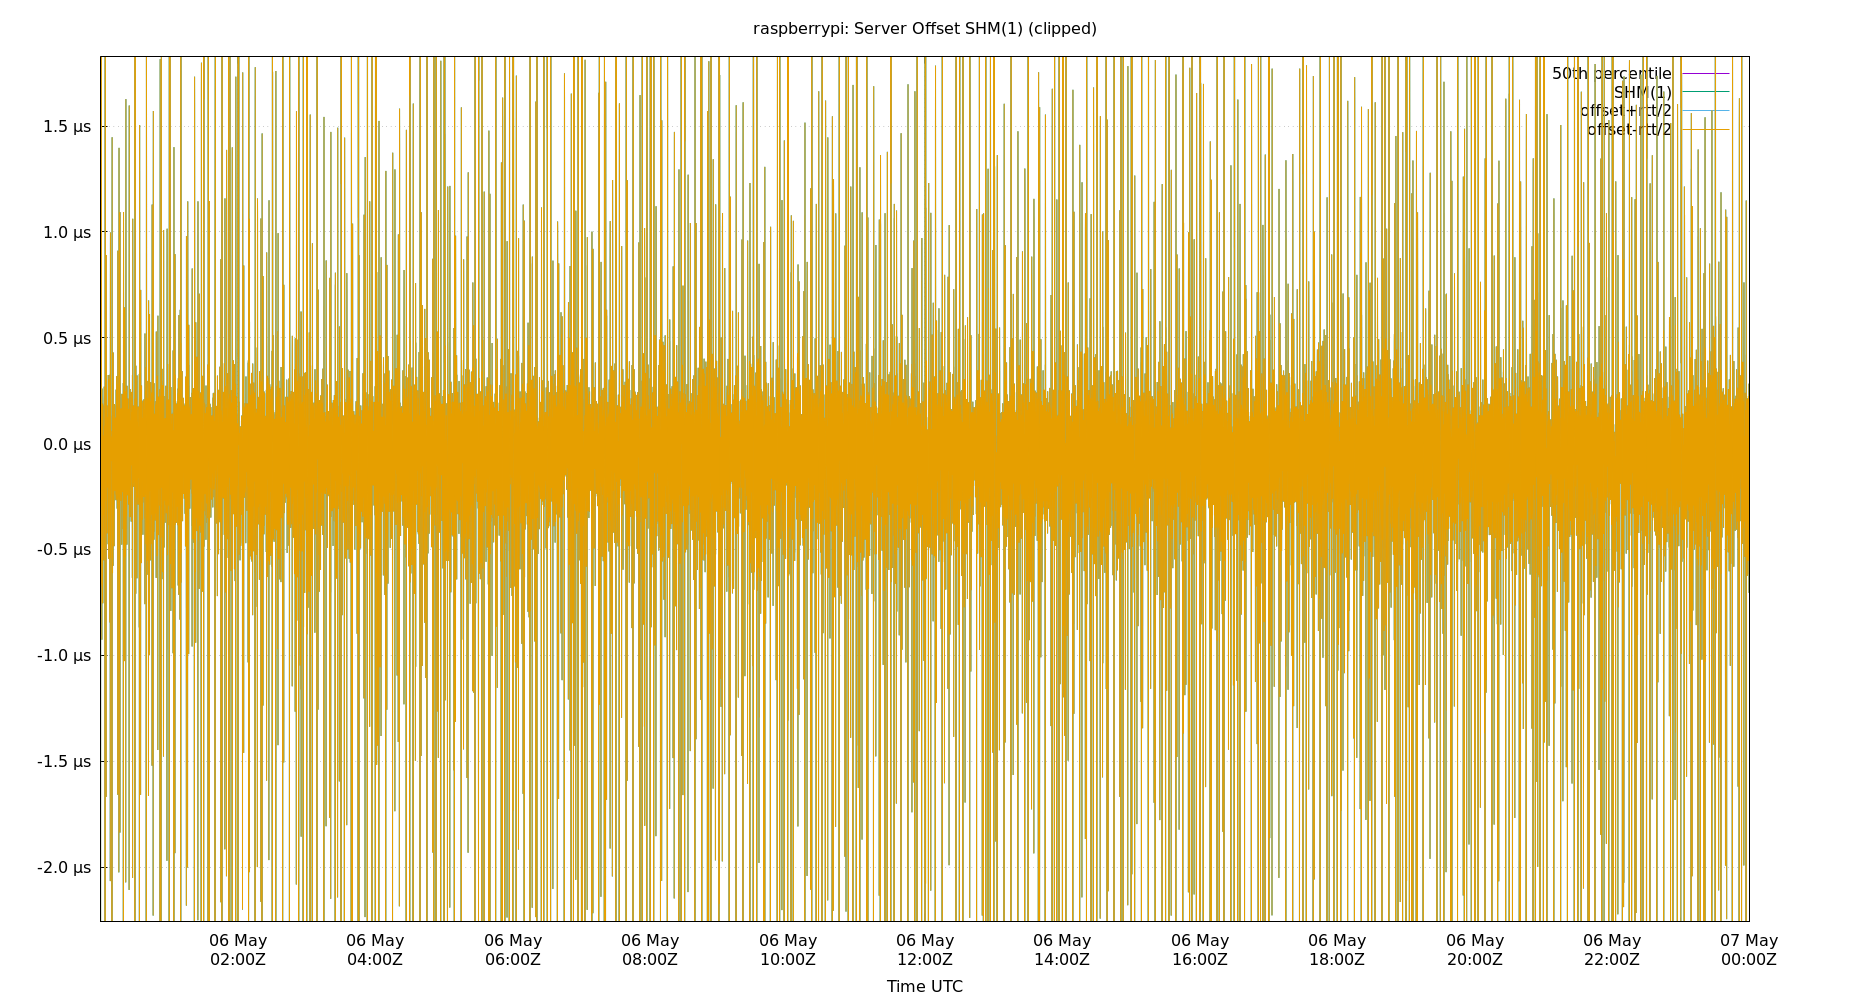 raspberrypi: Server Offset SHM(1) (clipped)
50th percentile
SHM(1)
offset+rtt/2
offset-rtt/2
1.5 µs
1.0 µs
0.5 µs
0.0 µs
-0.5 µs
-1.0 µs
-1.5 µs
-2.0 µs
06 May 06 May 06 May 06 May 06 May 06 May 06 May 06 May 06 May 06 May 06 May 07 May
02:00Z 04:00Z 06:00Z 08:00Z 10:00Z 12:00Z 14:00Z 16:00Z 18:00Z 20:00Z 22:00Z 00:00Z
Time UTC